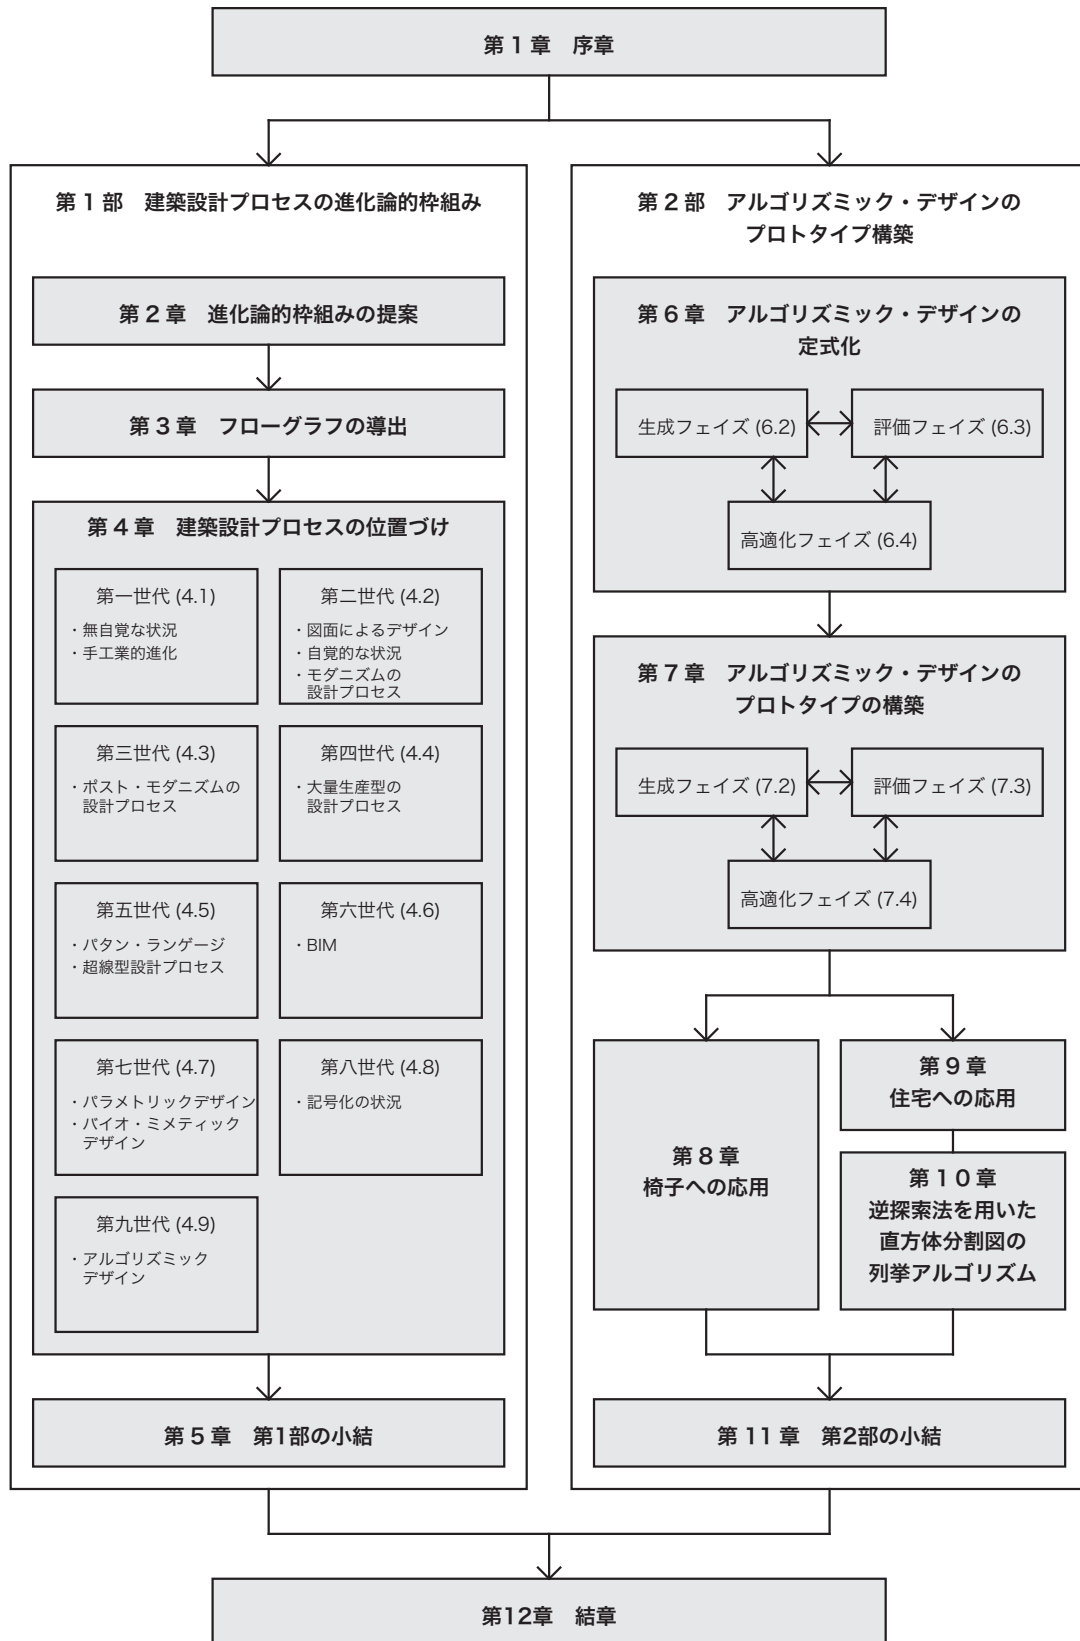 第1章 序章
第1部 建築設計プロセスの進化論的枠組み
第2章 進化論的枠組みの提案
第3章 フローグラフの導出
第4章 建築設計プロセスの位置づけ
第一世代 (4.1)
・無自覚な状況
・手工業的進化
第二世代 (4.2)
・図面によるデザイン
・自覚的な状況
・モダニズムの
設計プロセス
第三世代 (4.3)
・ポスト・モダニズムの
設計プロセス
第四世代 (4.4)
・大量生産型の
設計プロセス
第五世代 (4.5)
・パタン・ランゲージ
・超線型設計プロセス
第六世代 (4.6)
・BIM
第七世代 (4.7)
・パラメトリックデザイン
・バイオ・ミメティック
デザイン
第八世代 (4.8)
・記号化の状況
第九世代 (4.9)
・アルゴリズミック
デザイン
第5章 第1部の小結
第2部 アルゴリズミック・デザインの
プロトタイプ構築
第6章 アルゴリズミック・デザインの
定式化
生成フェイズ (6.2)
評価フェイズ (6.3)
高適化フェイズ (6.4)
第7章 アルゴリズミック・デザインの
プロトタイプの構築
生成フェイズ (7.2)
評価フェイズ (7.3)
高適化フェイズ (7.4)
第8章
椅子への応用
第9章
住宅への応用
第10章
逆探索法を用いた
直方体分割図の
列挙アルゴリズム
第11章 第2部の小結
第12章 結章